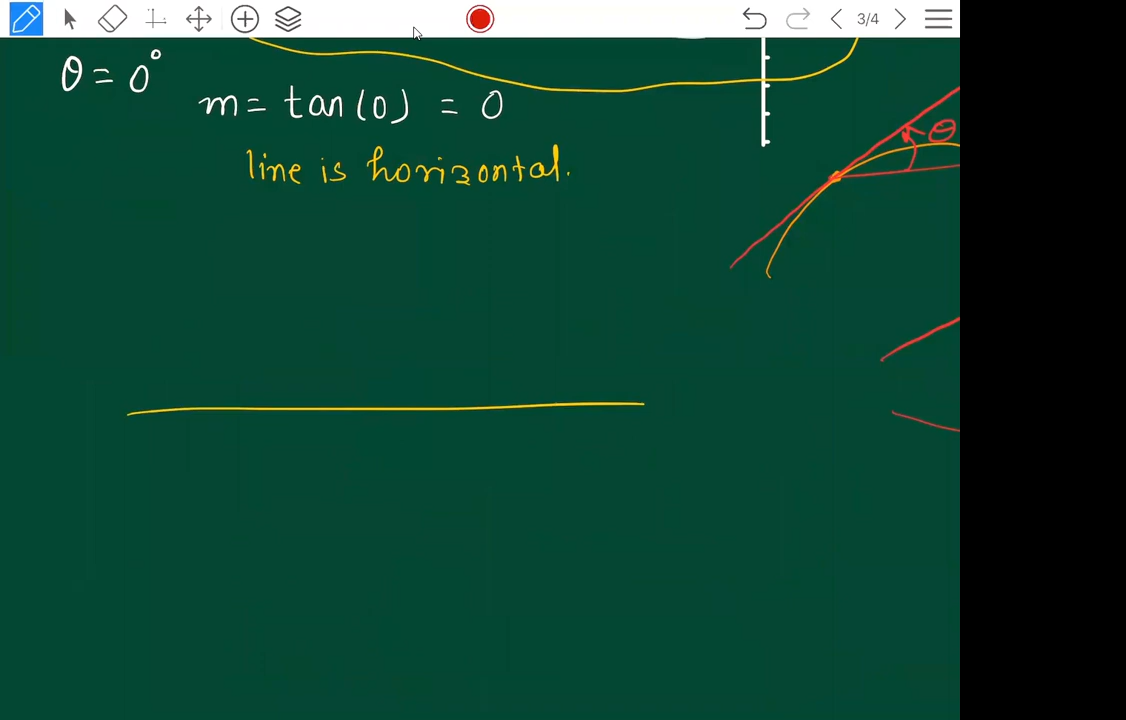 3/4
θ = 0°
m = tan(0) = 0
line is horizontal.
θ